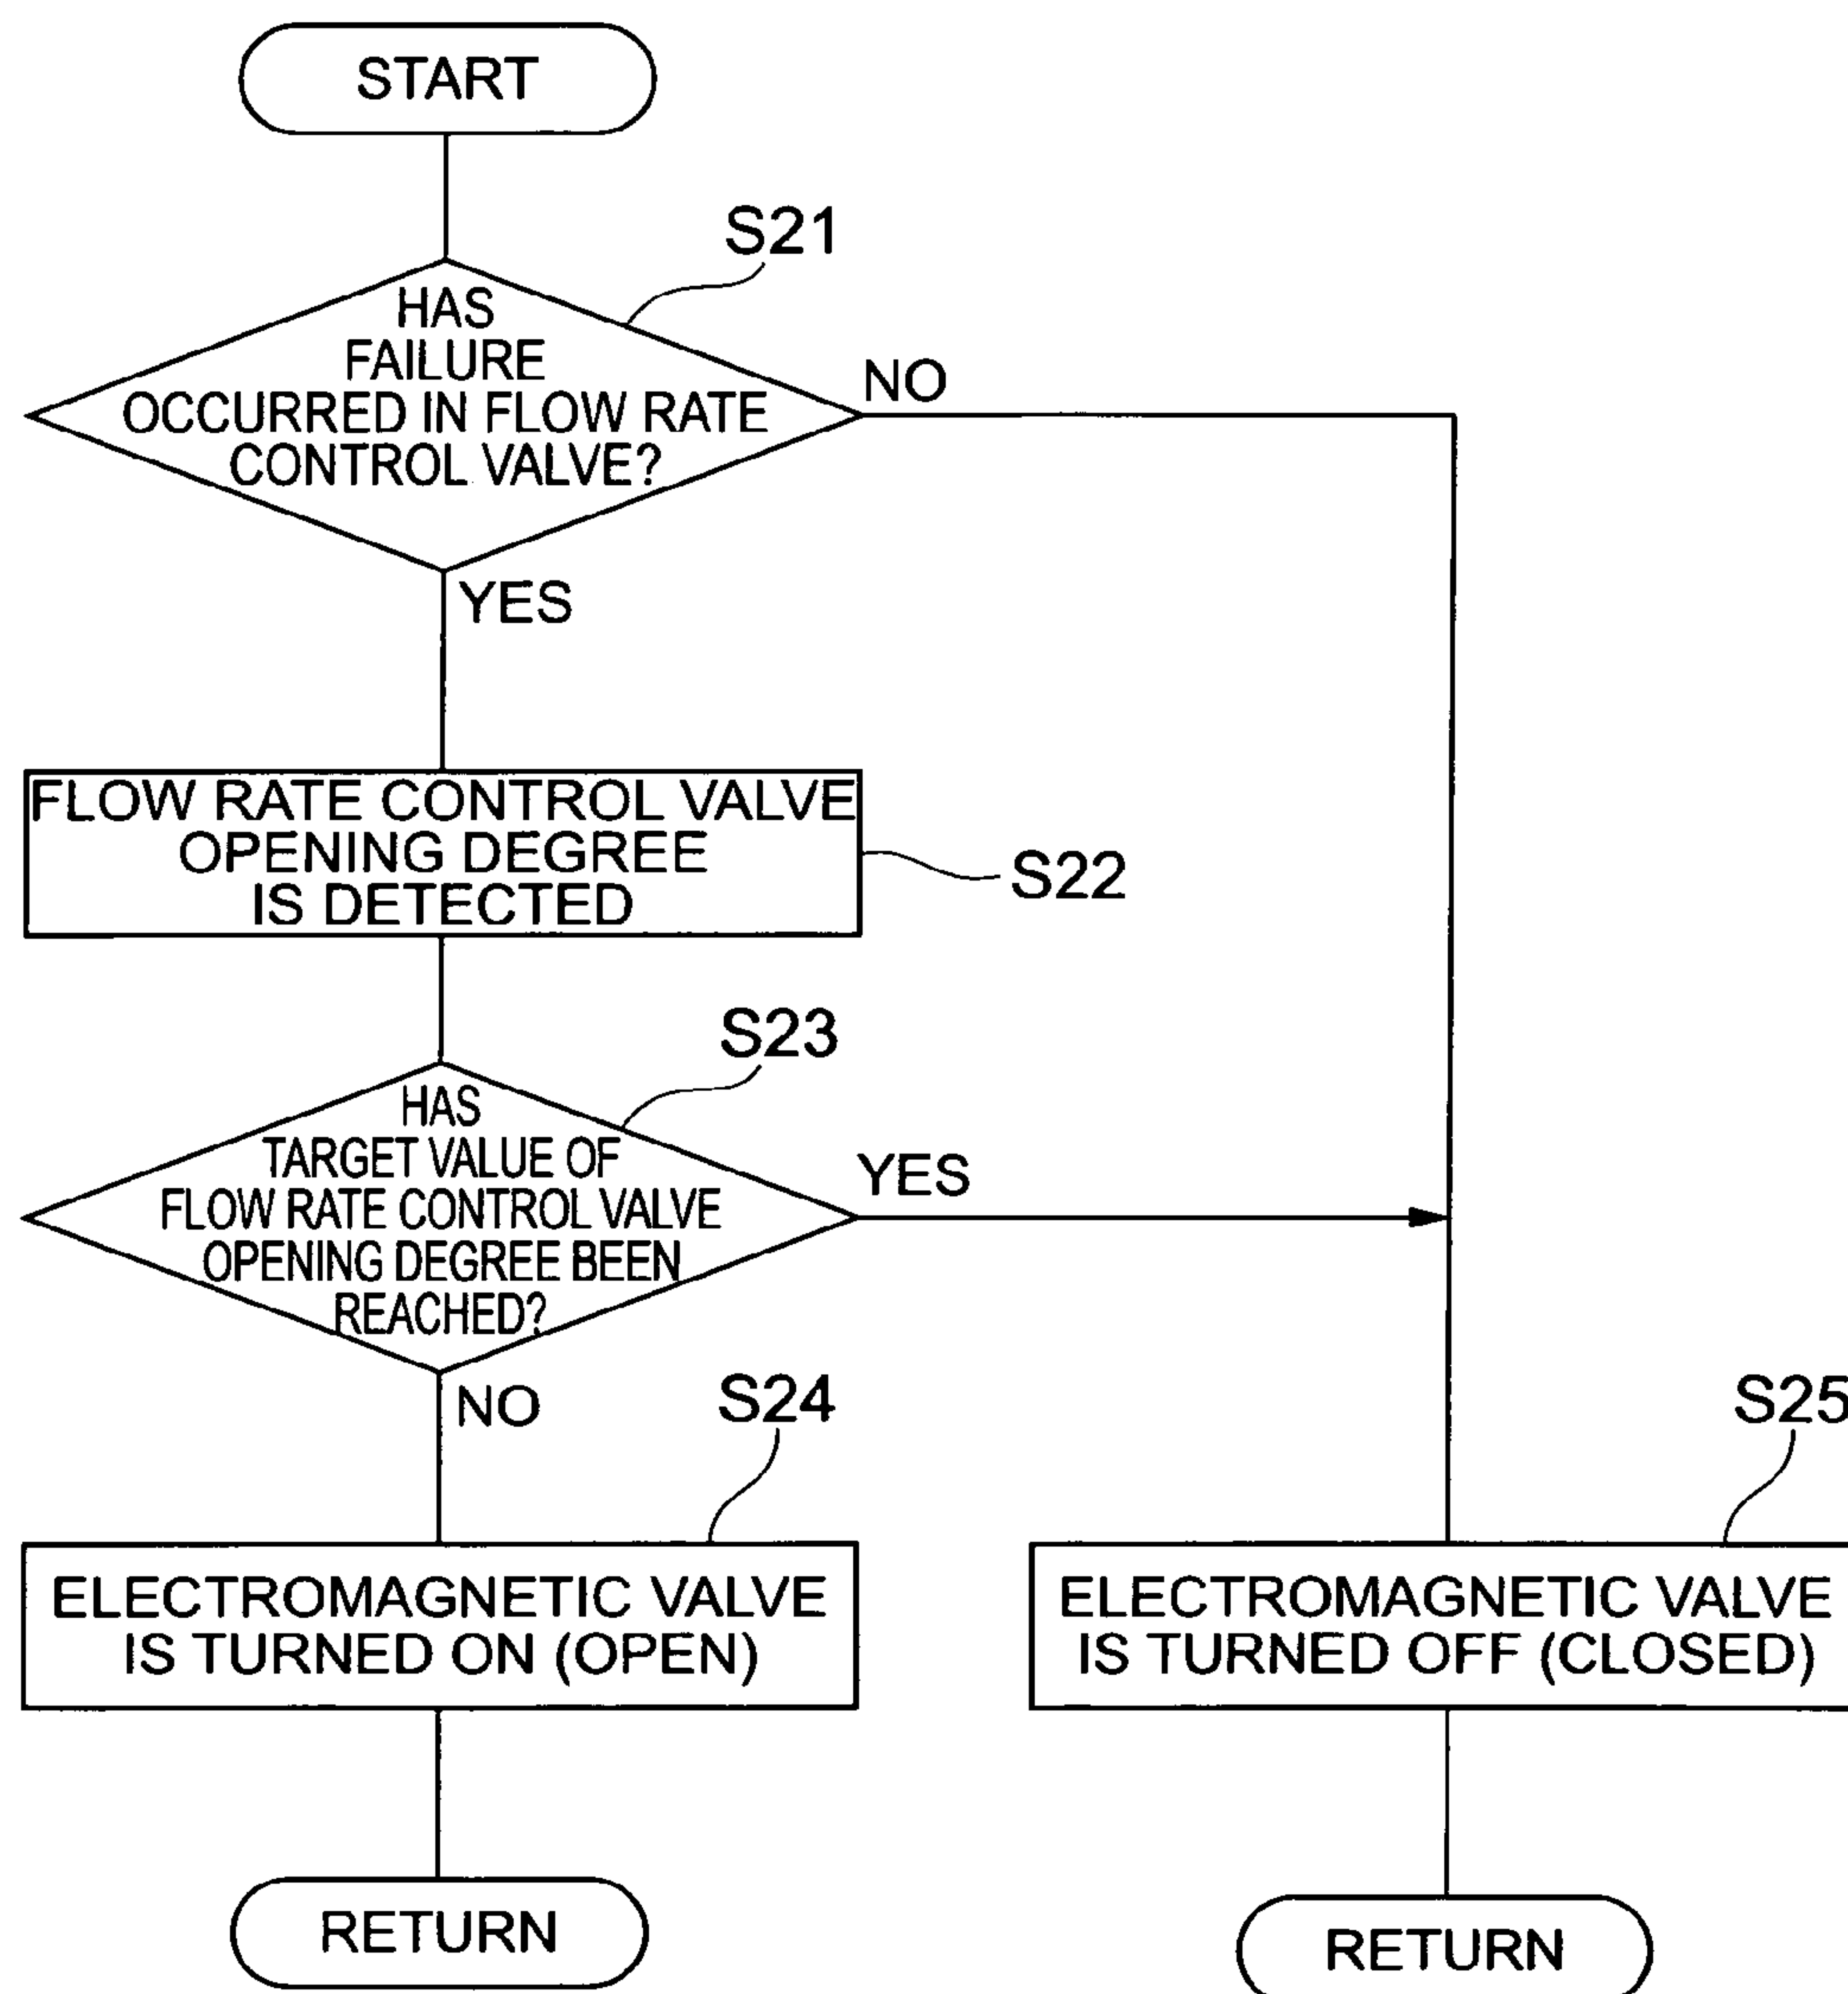 START
S21
HAS
FAILURE
OCCURRED IN FLOW RATE
CONTROL VALVE?
NO
YES
FLOW RATE CONTROL VALVE
OPENING DEGREE
IS DETECTED
S22
S23
HAS
TARGET VALUE OF
FLOW RATE CONTROL VALVE
OPENING DEGREE BEEN
REACHED?
YES
NO
S24
ELECTROMAGNETIC VALVE
IS TURNED ON (OPEN)
RETURN
S25
ELECTROMAGNETIC VALVE
IS TURNED OFF (CLOSED)
RETURN